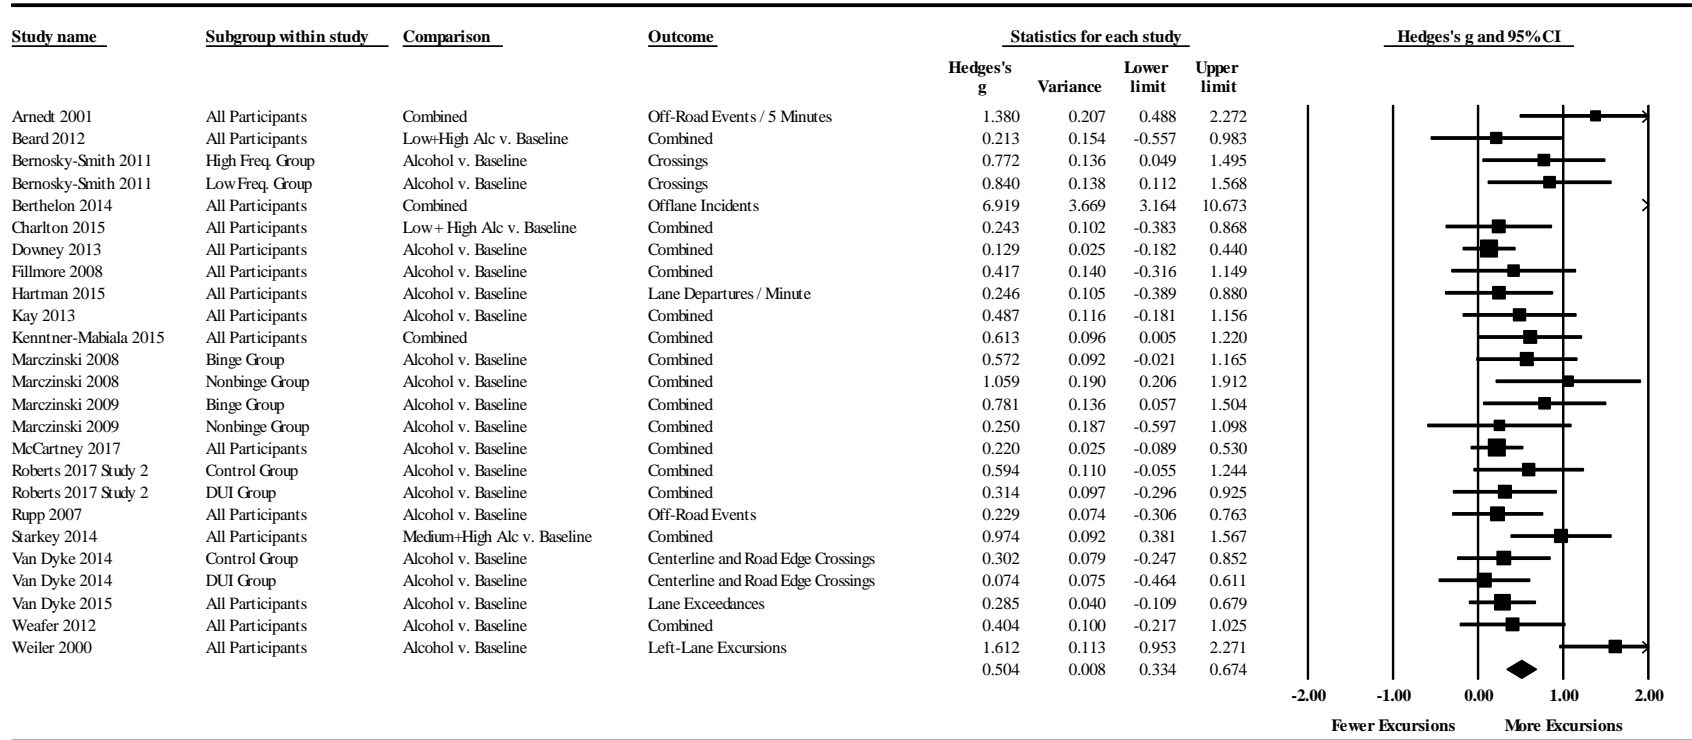 Study name Subgroup within study Comparison Outcome Statistics for each study Hedges's g and 95% CI
Hedges's g Variance Lower limit Upper limit
Arnedt 2001 All Participants Combined Off-Road Events / 5 Minutes 1.380 0.207 0.488 2.272
Beard 2012 All Participants Low+High Alc v. Baseline Combined 0.213 0.154 -0.557 0.983
Bernosky-Smith 2011 High Freq. Group Alcohol v. Baseline Crossings 0.772 0.136 0.049 1.495
Bernosky-Smith 2011 Low Freq. Group Alcohol v. Baseline Crossings 0.840 0.138 0.112 1.568
Berthelon 2014 All Participants Combined Offlane Incidents 6.919 3.669 3.164 10.673
Charlton 2015 All Participants Low + High Alc v. Baseline Combined 0.243 0.102 -0.383 0.868
Downey 2013 All Participants Alcohol v. Baseline Combined 0.129 0.025 -0.182 0.440
Fillmore 2008 All Participants Alcohol v. Baseline Combined 0.417 0.140 -0.316 1.149
Hartman 2015 All Participants Alcohol v. Baseline Lane Departures / Minute 0.246 0.105 -0.389 0.880
Kay 2013 All Participants Alcohol v. Baseline Combined 0.487 0.116 -0.181 1.156
Kenntner-Mabiala 2015 All Participants Combined Combined 0.613 0.096 0.005 1.220
Marczinski 2008 Binge Group Alcohol v. Baseline Combined 0.572 0.092 -0.021 1.165
Marczinski 2008 Nonbinge Group Alcohol v. Baseline Combined 1.059 0.190 0.206 1.912
Marczinski 2009 Binge Group Alcohol v. Baseline Combined 0.781 0.136 0.057 1.504
Marczinski 2009 Nonbinge Group Alcohol v. Baseline Combined 0.250 0.187 -0.597 1.098
McCartney 2017 All Participants Alcohol v. Baseline Combined 0.220 0.025 -0.089 0.530
Roberts 2017 Study 2 Control Group Alcohol v. Baseline Combined 0.594 0.110 -0.055 1.244
Roberts 2017 Study 2 DUI Group Alcohol v. Baseline Combined 0.314 0.097 -0.296 0.925
Rupp 2007 All Participants Alcohol v. Baseline Off-Road Events 0.229 0.074 -0.306 0.763
Starkey 2014 All Participants Medium+High Alc v. Baseline Combined 0.974 0.092 0.381 1.567
Van Dyke 2014 Control Group Alcohol v. Baseline Centerline and Road Edge Crossings 0.302 0.079 -0.247 0.852
Van Dyke 2014 DUI Group Alcohol v. Baseline Centerline and Road Edge Crossings 0.074 0.075 -0.464 0.611
Van Dyke 2015 All Participants Alcohol v. Baseline Lane Exceedances 0.285 0.040 -0.109 0.679
Weafer 2012 All Participants Alcohol v. Baseline Combined 0.404 0.100 -0.217 1.025
Weiler 2000 All Participants Alcohol v. Baseline Left-Lane Excursions 1.612 0.113 0.953 2.271
0.504 0.008 0.334 0.674
-2.00 -1.00 0.00 1.00 2.00
Fewer Excursions More Excursions